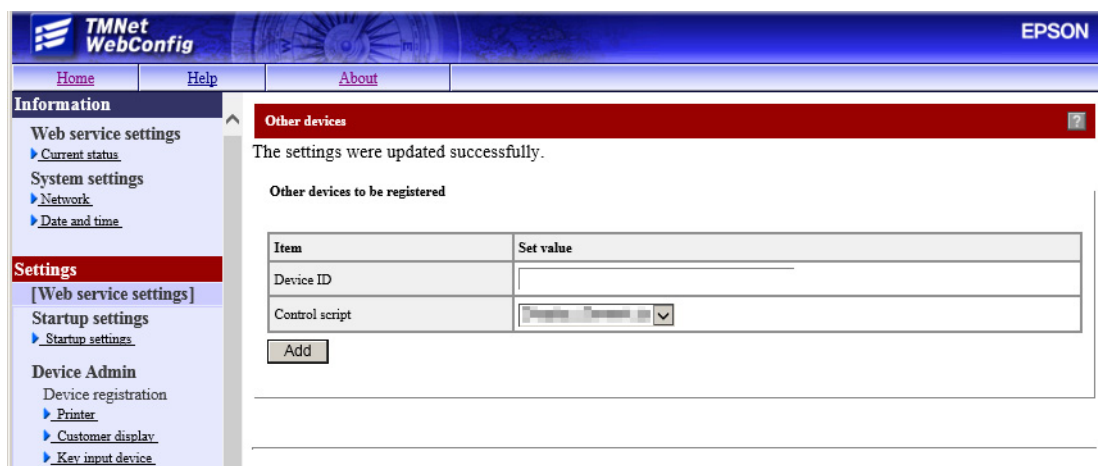 TMNet
WebConfig
EPSON
Home Help About
Information
Web service settings
Current status
System settings
Network
Date and time
Settings
[Web service settings]
Startup settings
Startup settings
Device Admin
Device registration
Printer
Customer display
Key input device
Other devices ?
The settings were updated successfully.
Other devices to be registered
Item Set value
Device ID
Control script
Add